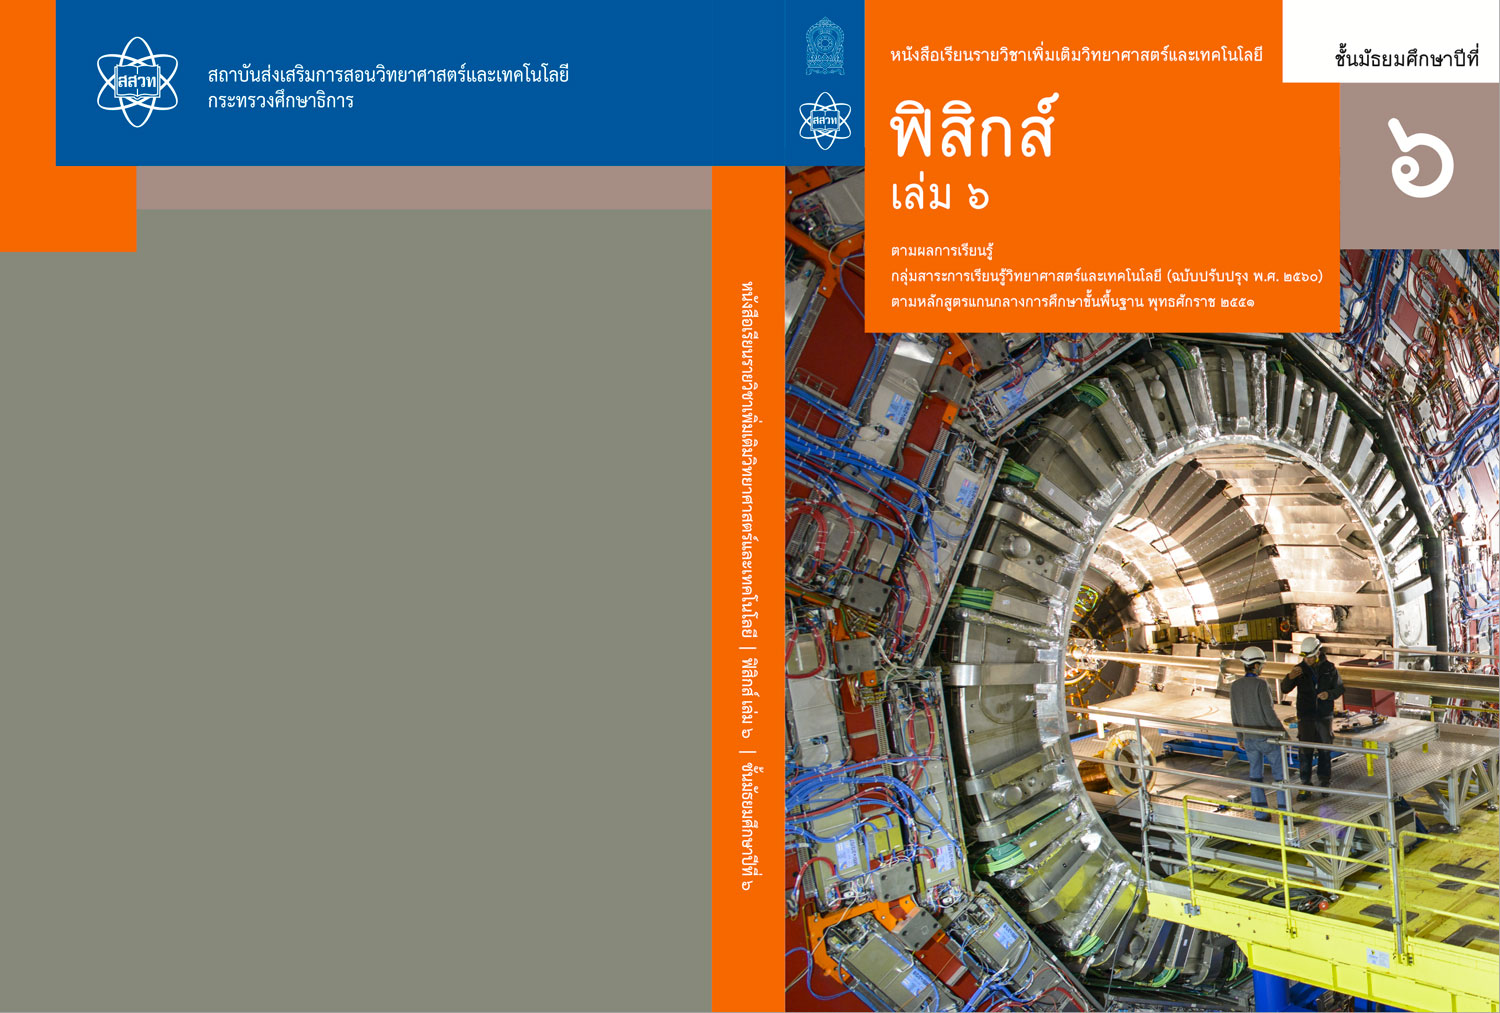 สสวท
สถาบันส่งเสริมการสอนวิทยาศาสตร์และเทคโนโลยี
กระทรวงศึกษาธิการ
หนังสือเรียนรายวิชาเพิ่มเติมวิทยาศาสตร์และเทคโนโลยี | ฟิสิกส์ เล่ม ๖ | ชั้นมัธยมศึกษาปีที่ ๖
สสวท
หนังสือเรียนรายวิชาเพิ่มเติมวิทยาศาสตร์และเทคโนโลยี
ชั้นมัธยมศึกษาปีที่
๖
ฟิสิกส์
เล่ม ๖
ตามผลการเรียนรู้
กลุ่มสาระการเรียนรู้วิทยาศาสตร์และเทคโนโลยี (ฉบับปรับปรุง พ.ศ. ๒๕๖๐)
ตามหลักสูตรแกนกลางการศึกษาขั้นพื้นฐาน พุทธศักราช ๒๕๕๑